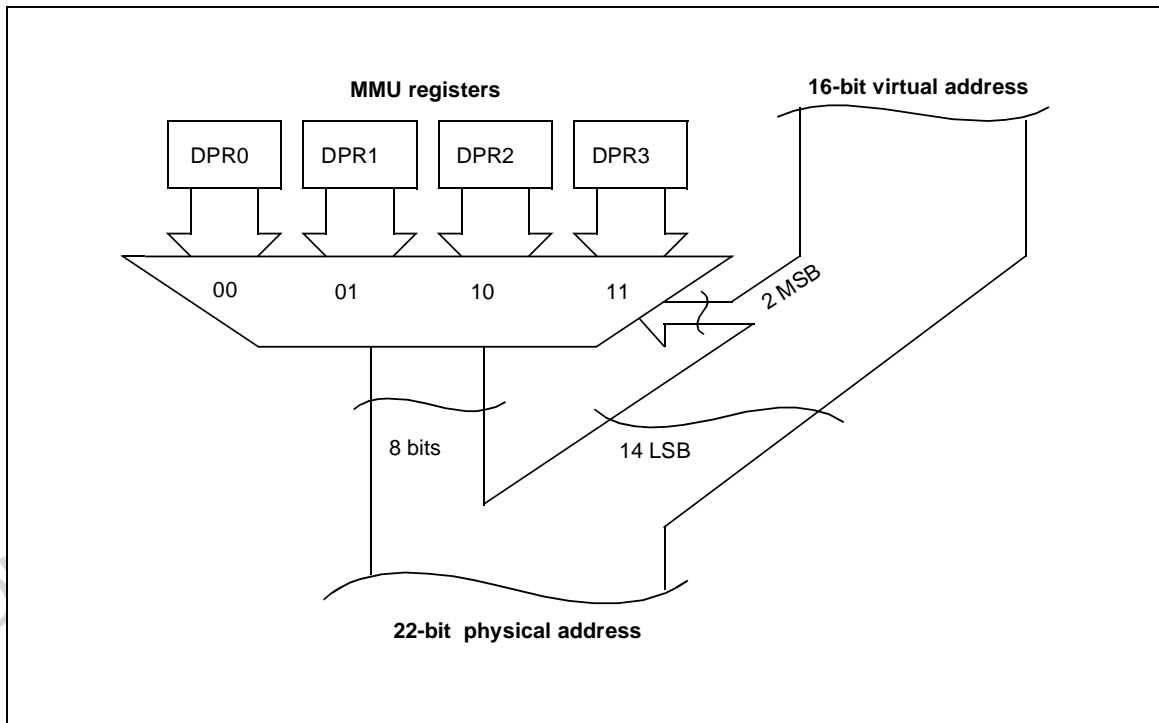 MMU registers
16-bit virtual address
DPR0 DPR1 DPR2 DPR3
00 01 10 11
2 MSB
8 bits
14 LSB
22-bit physical address